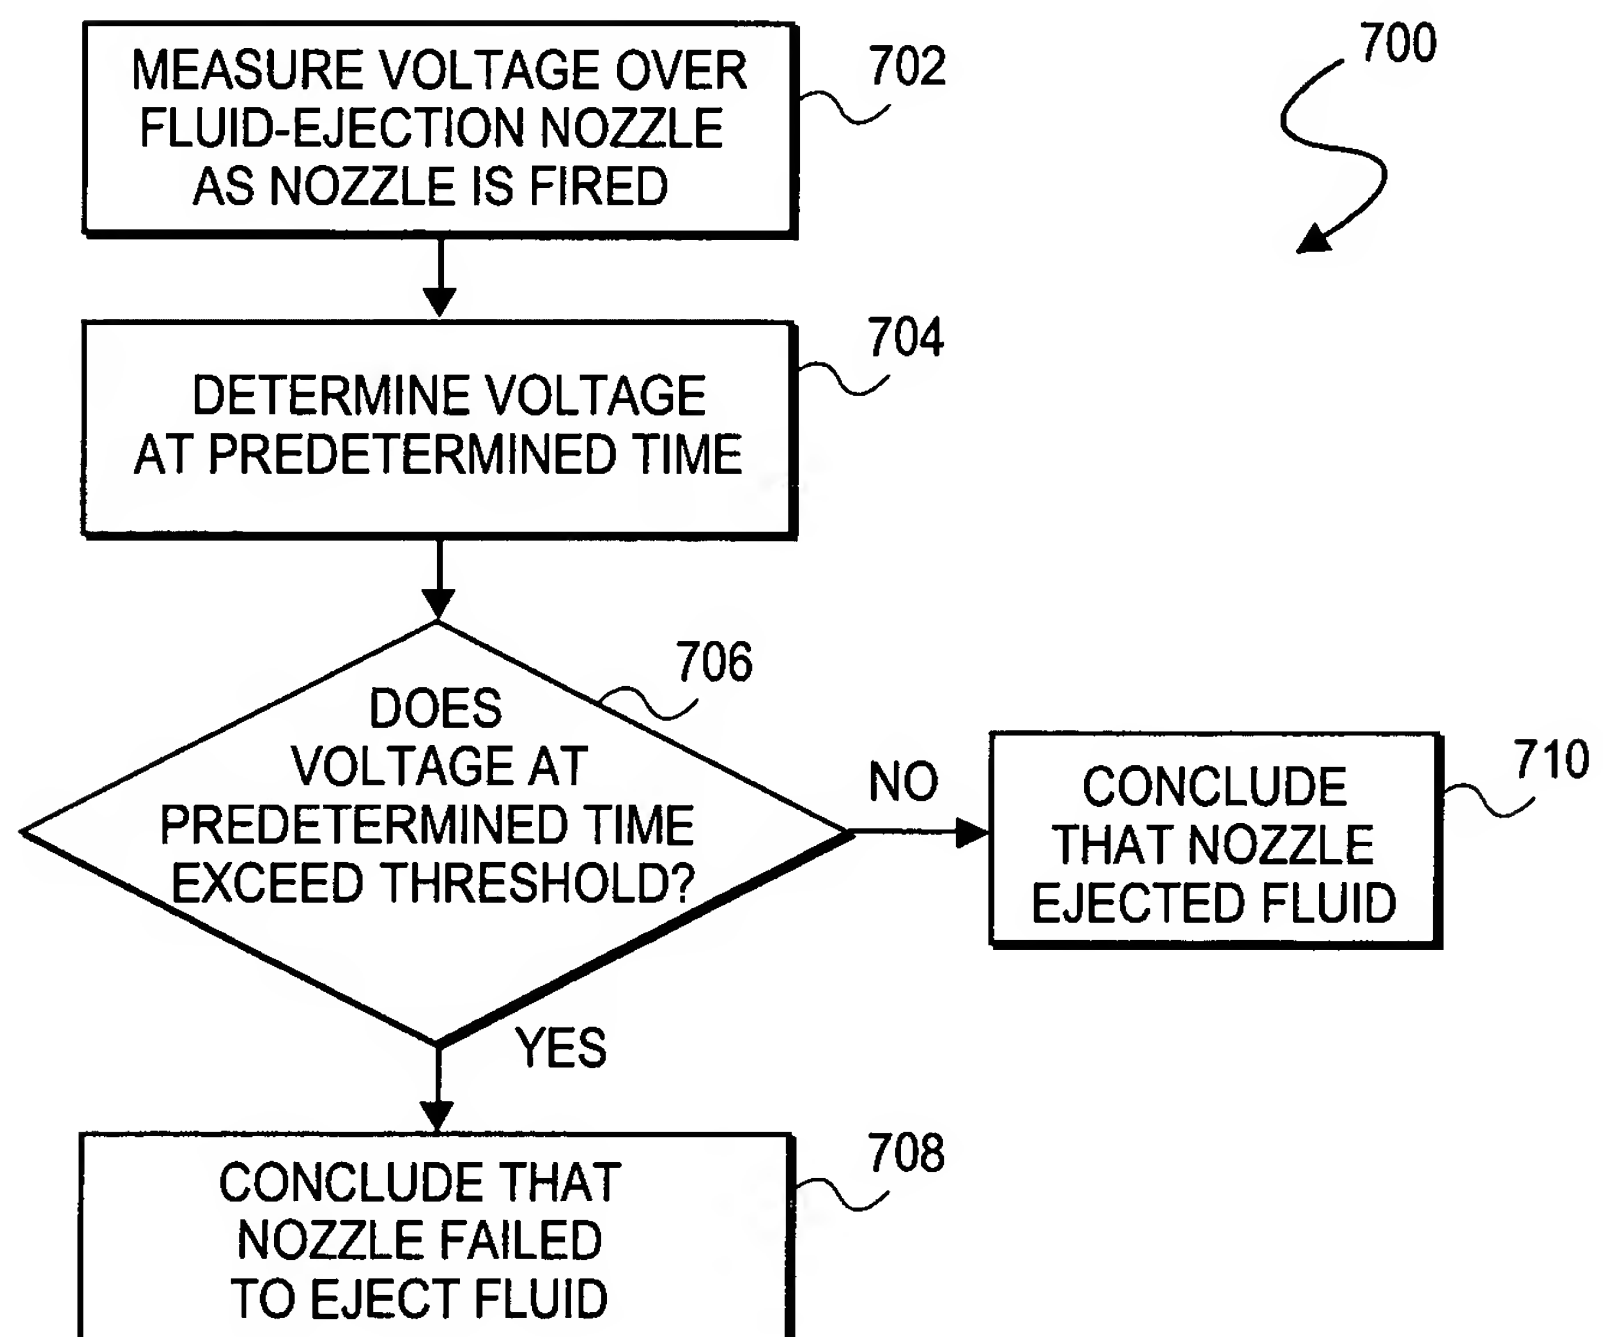 700
MEASURE VOLTAGE OVER
FLUID-EJECTION NOZZLE
AS NOZZLE IS FIRED
702
DETERMINE VOLTAGE
AT PREDETERMINED TIME
704
DOES
VOLTAGE AT
PREDETERMINED TIME
EXCEED THRESHOLD?
706
NO
CONCLUDE
THAT NOZZLE
EJECTED FLUID
710
YES
CONCLUDE THAT
NOZZLE FAILED
TO EJECT FLUID
708